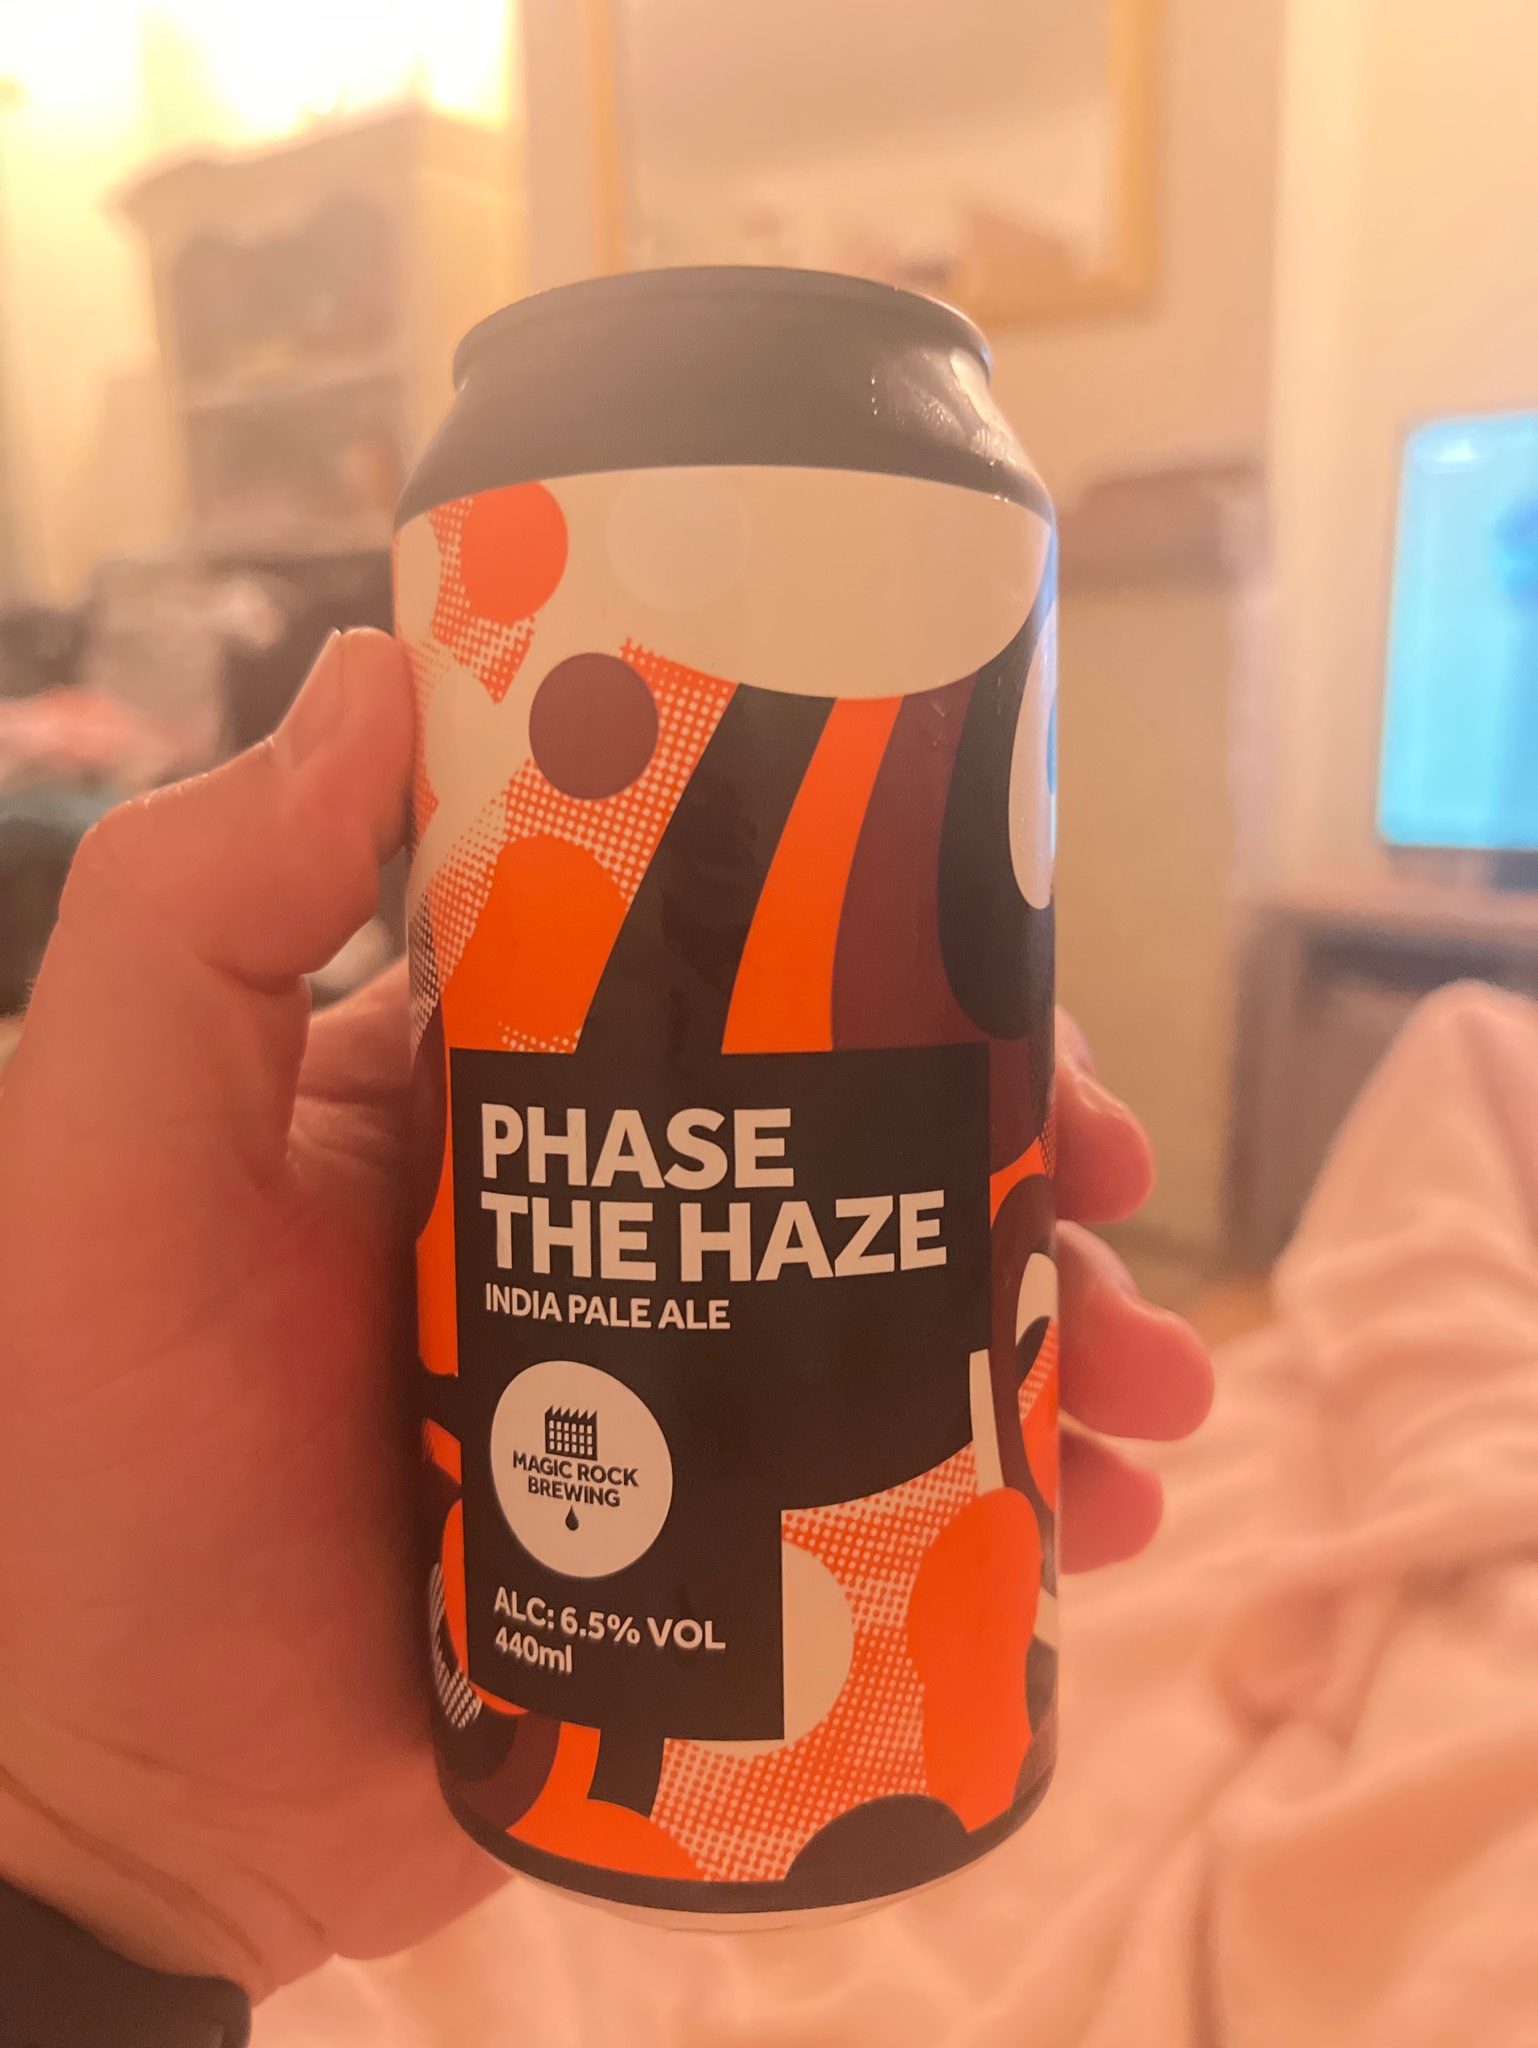 PHASE
THE HAZE
INDIA PALE ALE
MAGIC ROCK
BREWING
ALC: 6.5% VOL
440ml